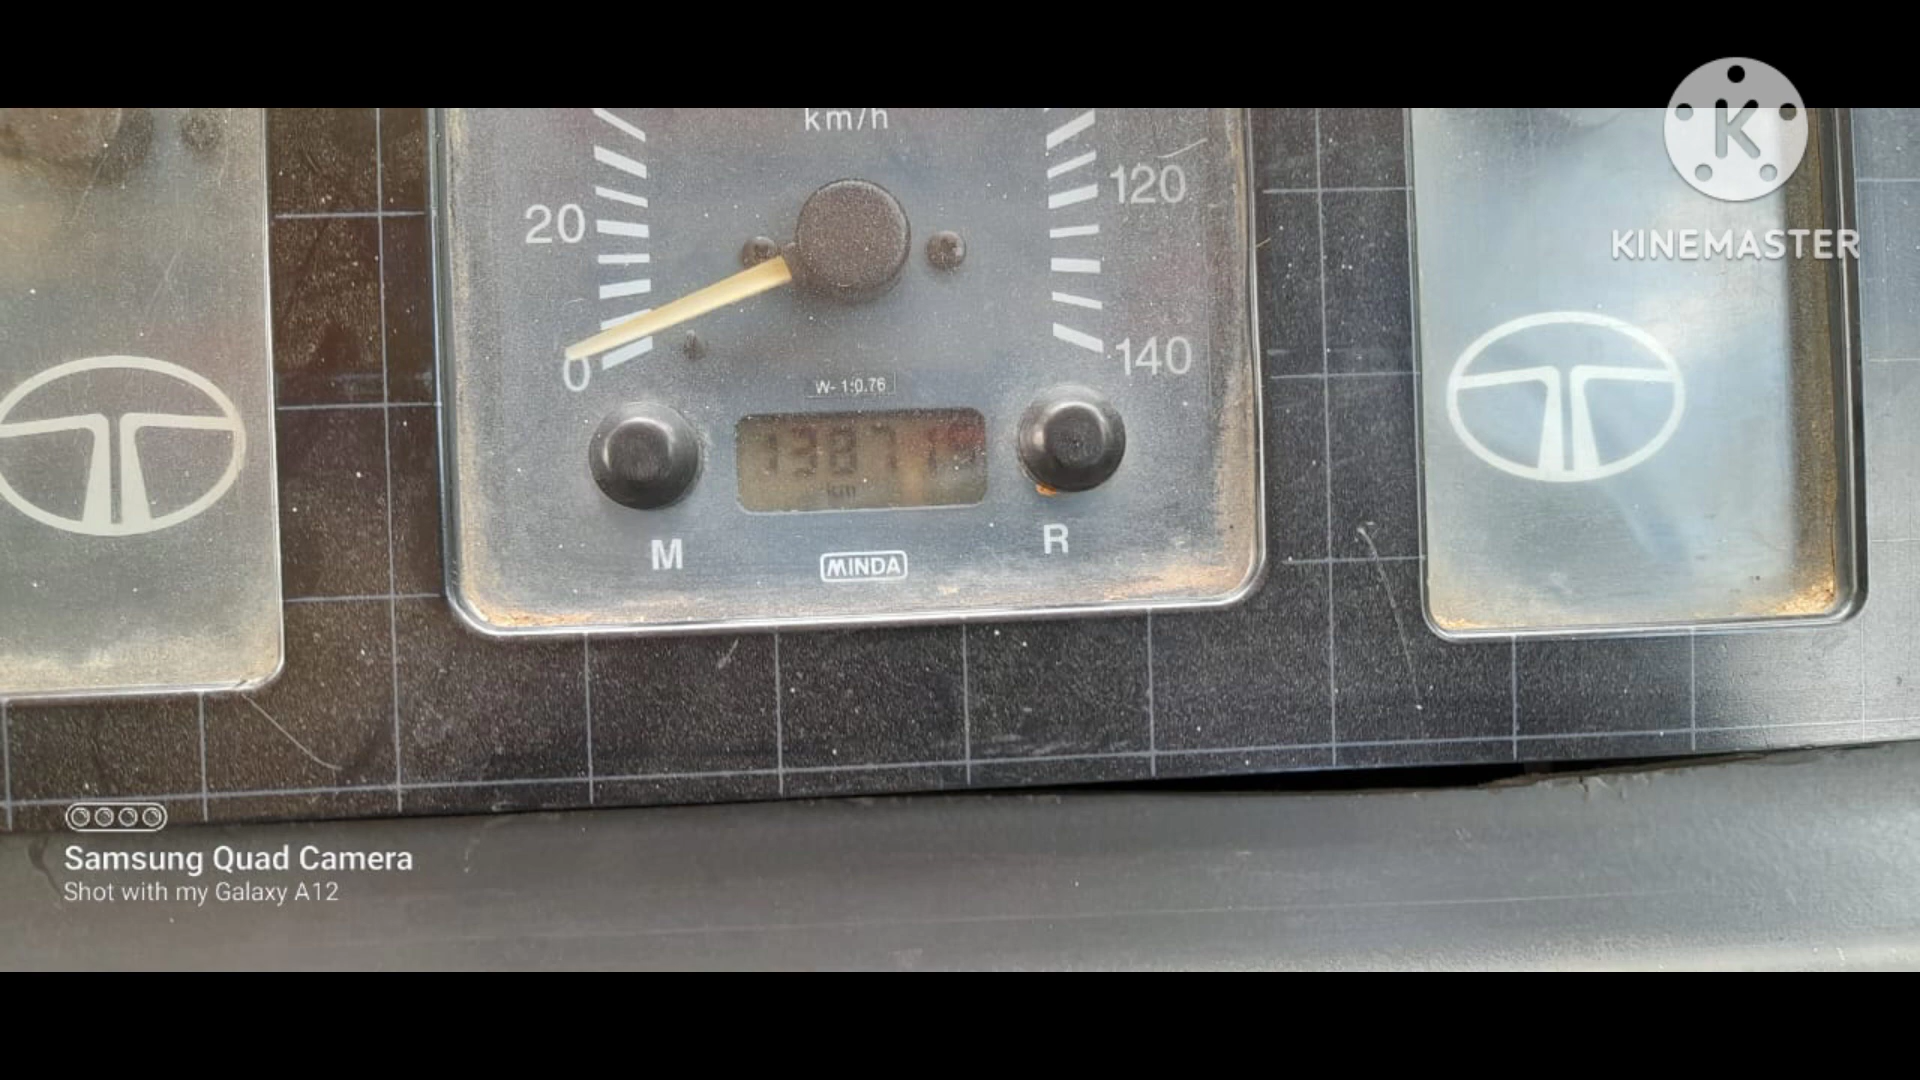 KINEMASTER
km/h
20
120
0
140
W- 1:0.76
km
M
R
MINDA
Samsung Quad Camera
Shot with my Galaxy A12